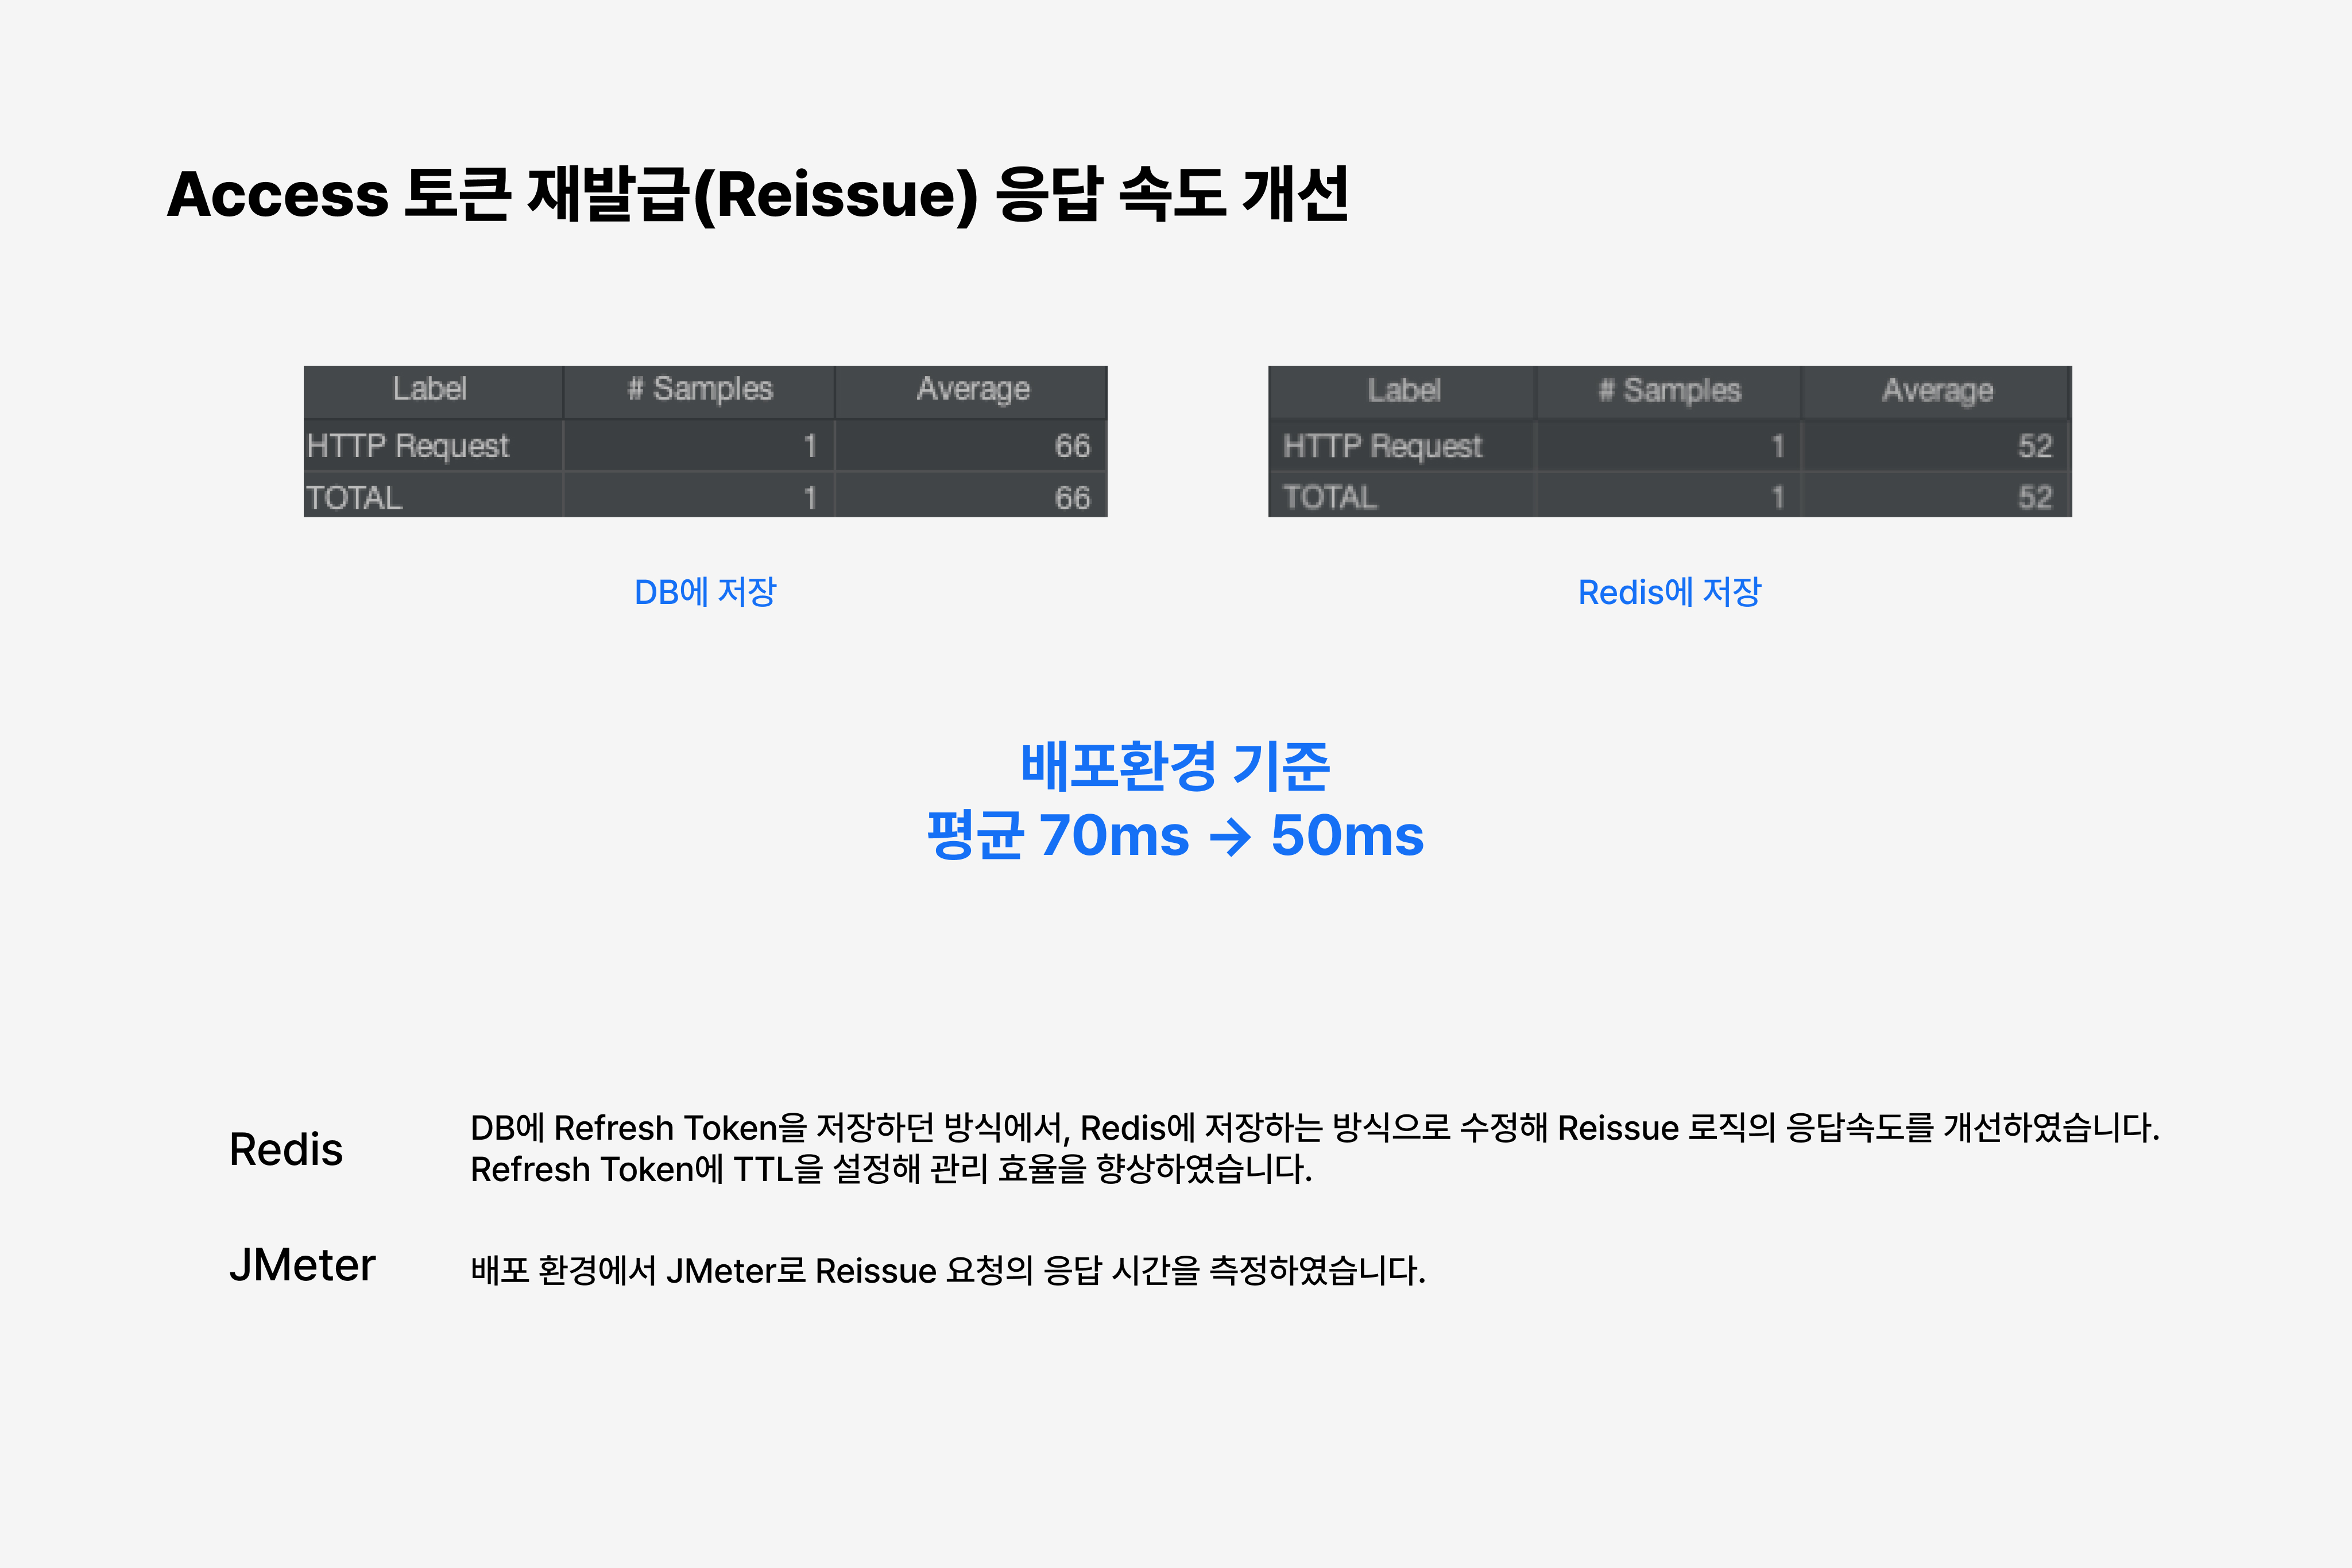 Access 토큰 재발급(Reissue) 응답 속도 개선
Label # Samples Average
HTTP Request 1 66
TOTAL 1 66
DB에 저장
Label # Samples Average
HTTP Request 1 52
TOTAL 1 52
Redis에 저장
배포환경 기준
평균 70ms → 50ms
Redis
DB에 Refresh Token을 저장하던 방식에서, Redis에 저장하는 방식으로 수정해 Reissue 로직의 응답속도를 개선하였습니다.
Refresh Token에 TTL을 설정해 관리 효율을 향상하였습니다.
JMeter
배포 환경에서 JMeter로 Reissue 요청의 응답 시간을 측정하였습니다.